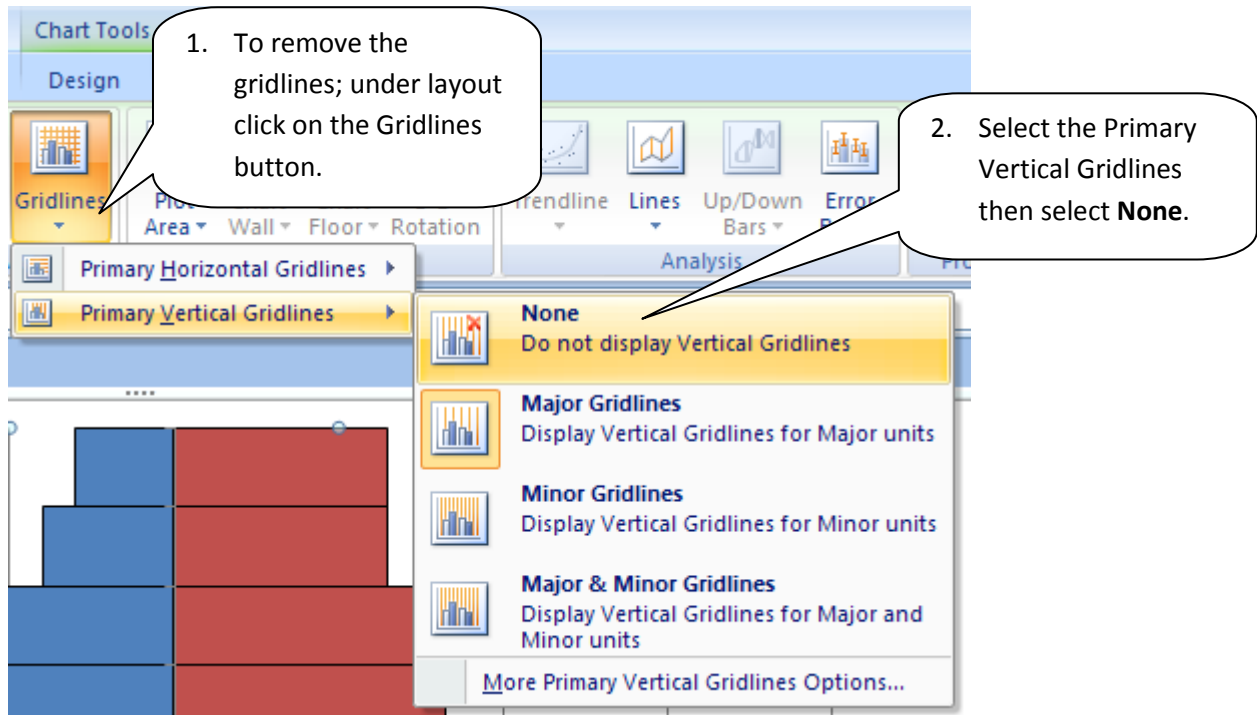 Chart Tools
1. To remove the
gridlines; under layout
click on the Gridlines
button.
Design
2. Select the Primary
Vertical Gridlines
then select None.
Gridlines
Trendline Lines Up/Down Error
Area Wall Floor Rotation
Bars
Analysis
Primary Horizontal Gridlines
Primary Vertical Gridlines
None
Do not display Vertical Gridlines
Major Gridlines
Display Vertical Gridlines for Major units
Minor Gridlines
Display Vertical Gridlines for Minor units
Major & Minor Gridlines
Display Vertical Gridlines for Major and
Minor units
More Primary Vertical Gridlines Options...